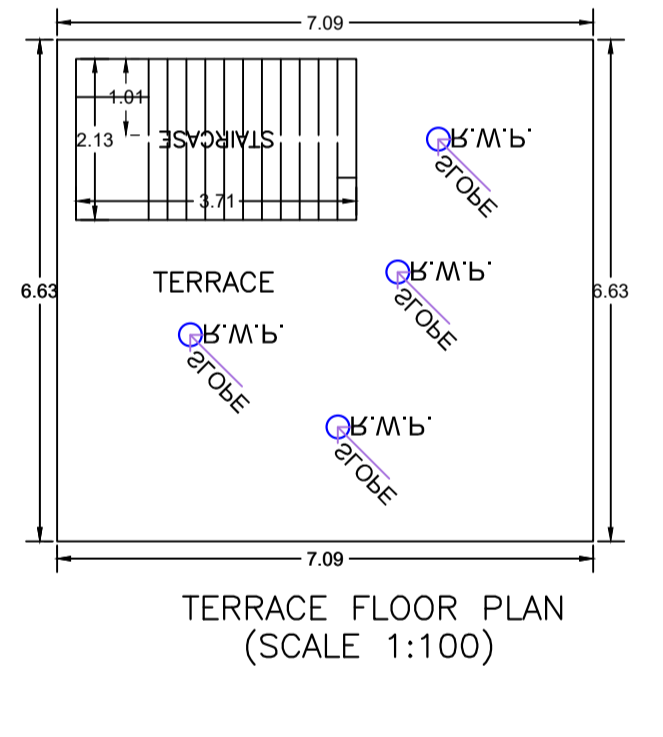 7.09
1.01
2.13
STAIRCASE
R.W.P.
SLOPE
3.71
R.W.P.
SLOPE
TERRACE
6.63
6.63
R.W.P.
SLOPE
R.W.P.
SLOPE
7.09
TERRACE FLOOR PLAN
(SCALE 1:100)